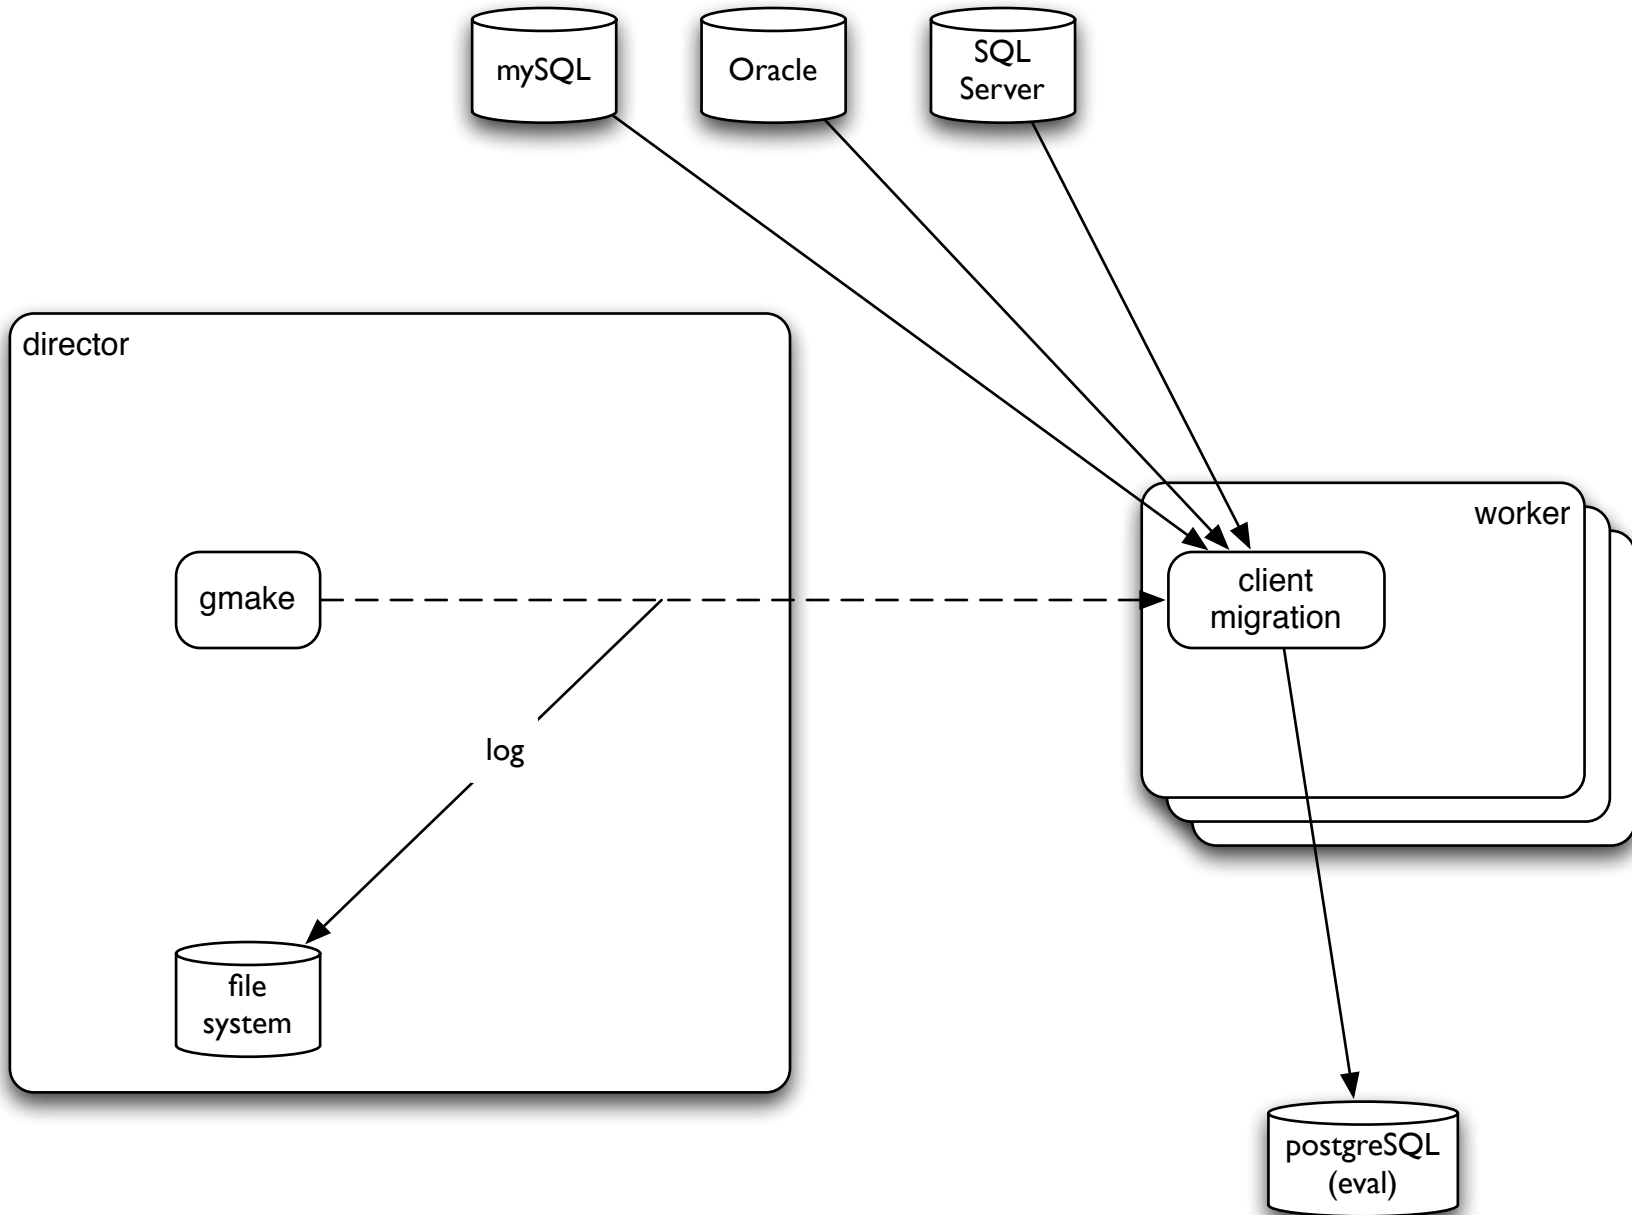 mySQL
Oracle
SQL
Server
director
worker
gmake
client
migration
log
file
system
postgreSQL
(eval)